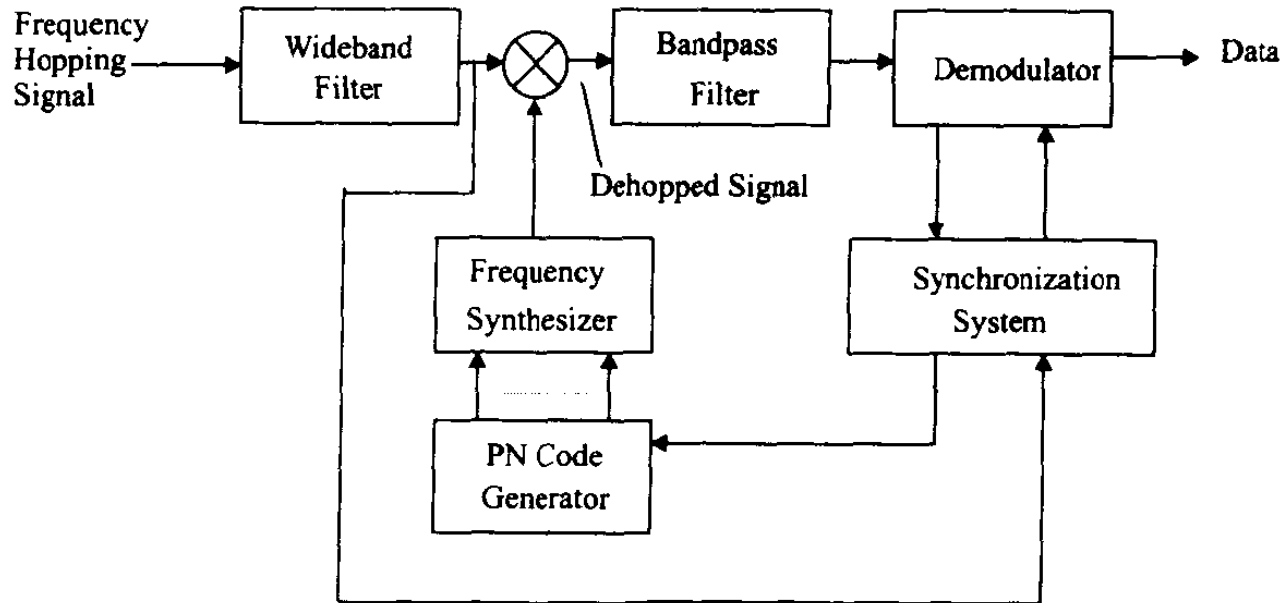 Frequency
Hopping
Signal
Wideband
Filter
Bandpass
Filter
Demodulator
Data
Dehopped Signal
Frequency
Synthesizer
Synchronization
System
PN Code
Generator